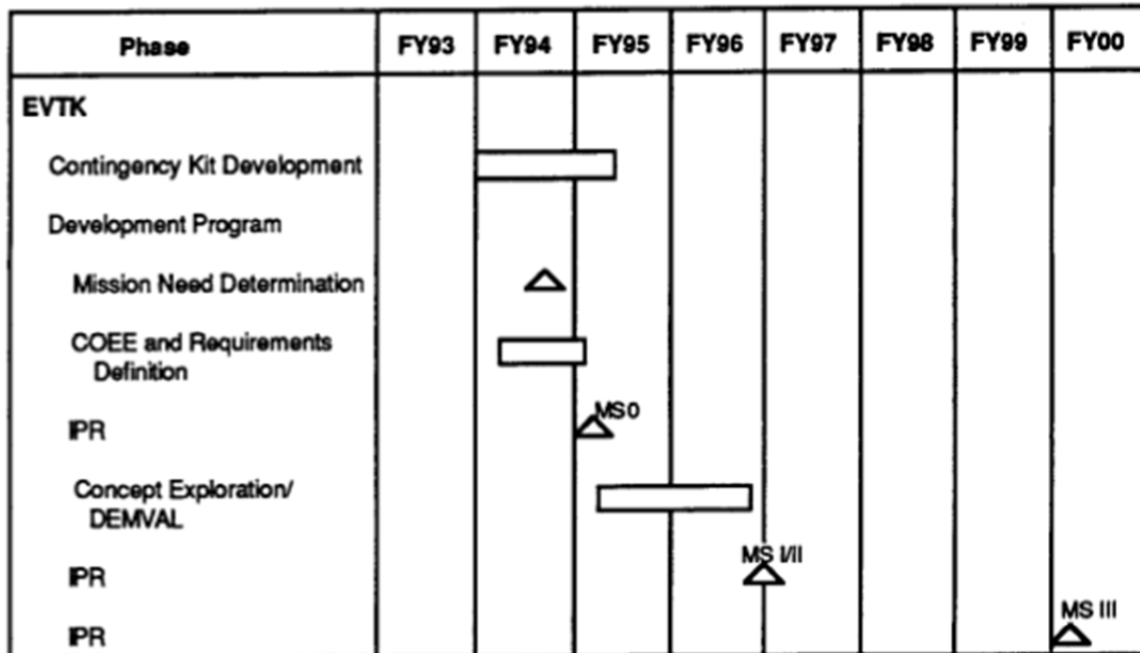 Phase FY93 FY94 FY95 FY96 FY97 FY98 FY99 FY00
EVTK
Contingency Kit Development
Development Program
Mission Need Determination
COEE and Requirements
Definition
MS0
IPR
Concept Exploration/
DEMVAL
MS I/II
IPR
MS III
IPR